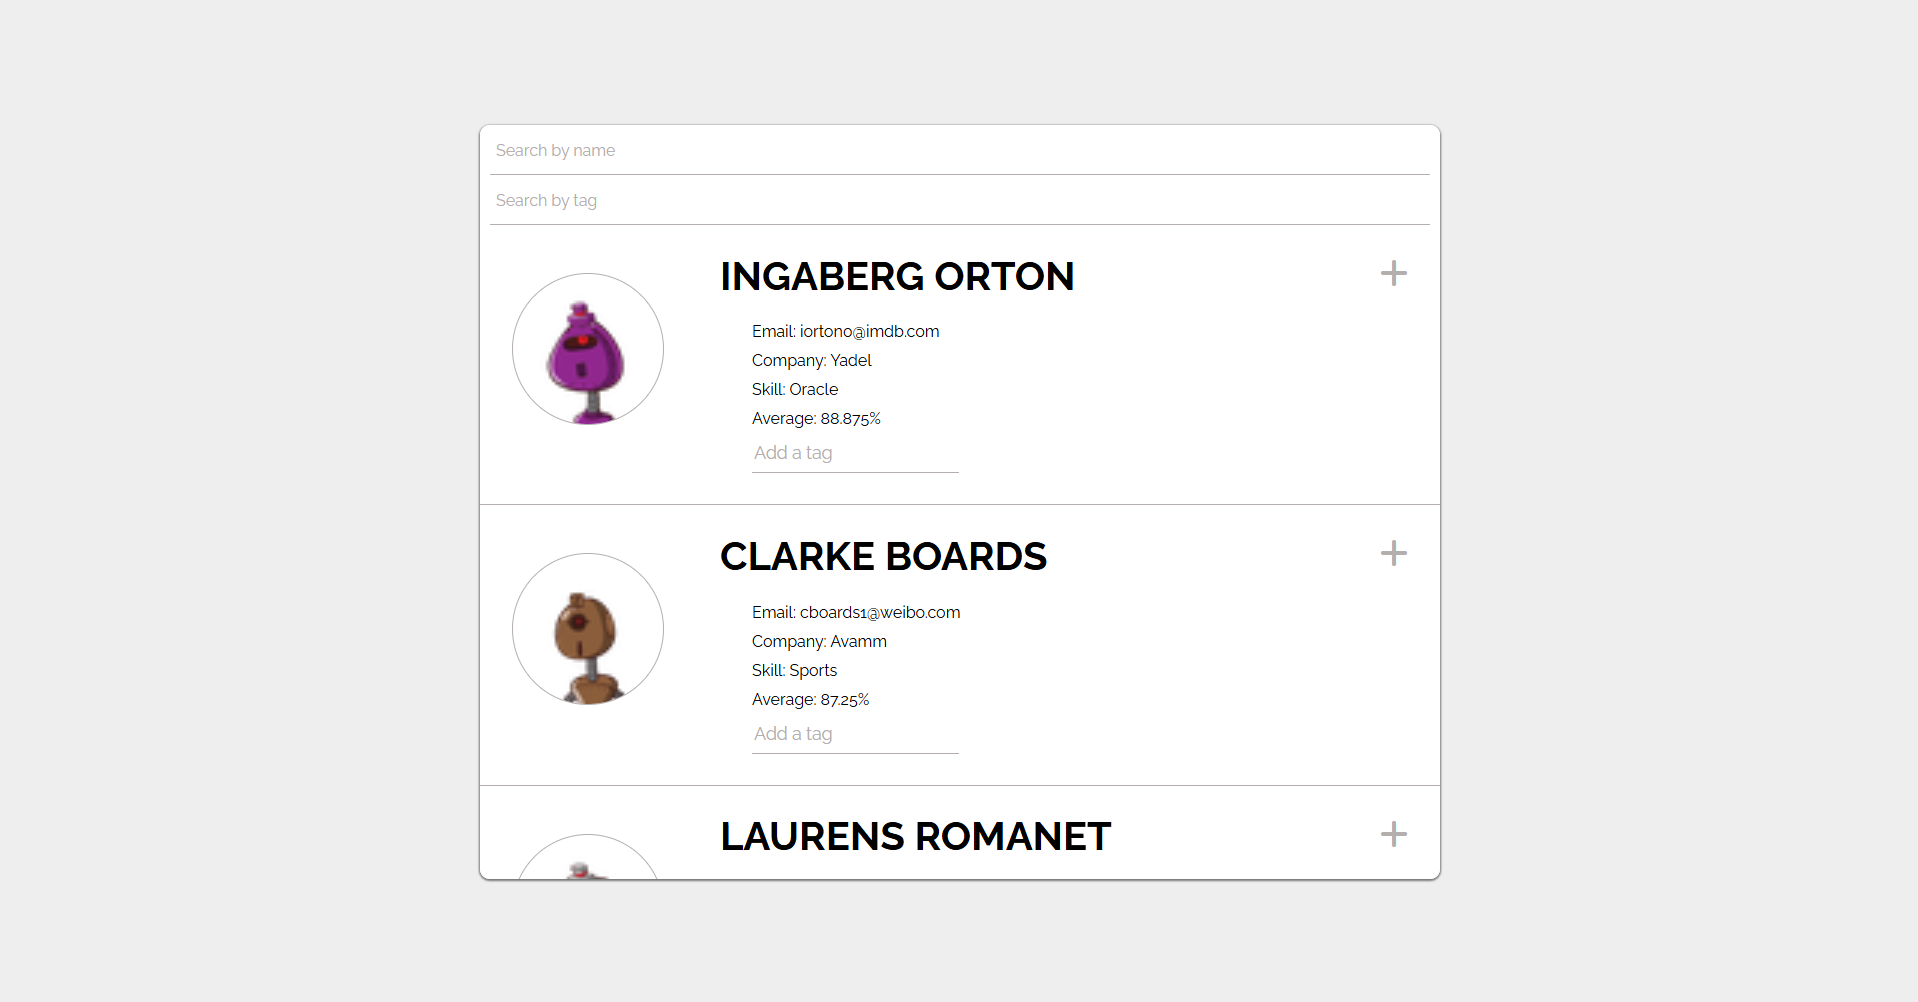 Search by name
Search by tag
INGABERG ORTON
Email: iorton0@imdb.com
Company: Yadel
Skill: Oracle
Average: 88.875%
Add a tag
CLARKE BOARDS
Email: cboards1@weibo.com
Company: Avamm
Skill: Sports
Average: 87.25%
Add a tag
LAURENS ROMANET